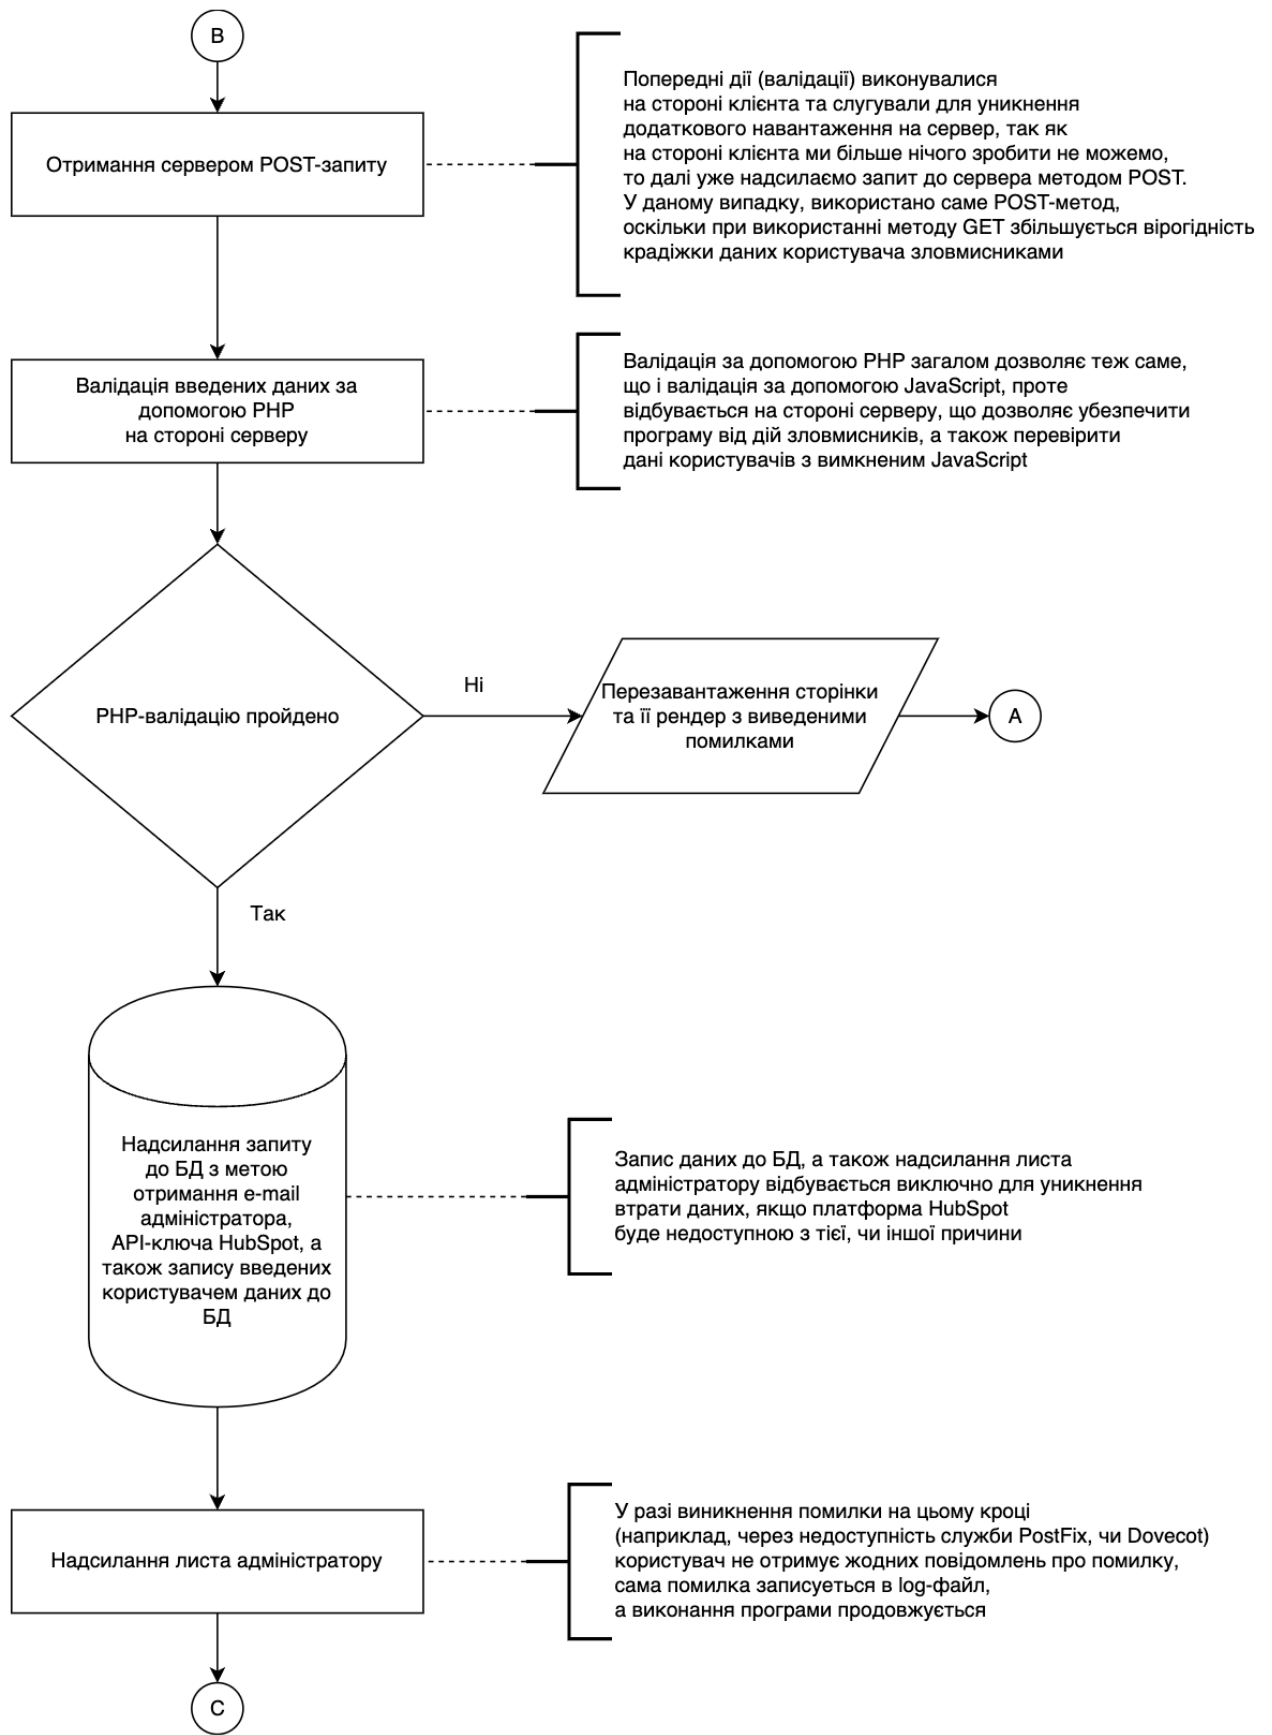 B
Отримання сервером POST-запиту
Попередні дії (валідації) виконувалися
на стороні клієнта та слугували для уникнення
додаткового навантаження на сервер, так як
на стороні клієнта ми більше нічого зробити не можемо,
то далі уже надсилаємо запит до сервера методом POST.
У даному випадку, використано саме POST-метод,
оскільки при використанні методу GET збільшується вірогідність
крадіжки даних користувача зловмисниками
Валідація введених даних за
допомогою PHP
на стороні серверу
Валідація за допомогою PHP загалом дозволяє теж саме,
що і валідація за допомогою JavaScript, проте
відбувається на стороні серверу, що дозволяє убезпечити
програму від дій зловмисників, а також перевірити
дані користувачів з вимкненим JavaScript
PHP-валідацію пройдено
Ні
Перезавантаження сторінки
та її рендер з виведеними
помилками
A
Так
Надсилання запиту
до БД з метою
отримання e-mail
адміністратора,
API-ключа HubSpot, а
також запису введених
користувачем даних до
БД
Запис даних до БД, а також надсилання листа
адміністратору відбувається виключно для уникнення
втрати даних, якщо платформа HubSpot
буде недоступною з тієї, чи іншої причини
Надсилання листа адміністратору
У разі виникнення помилки на цьому кроці
(наприклад, через недоступність служби PostFix, чи Dovecot)
користувач не отримує жодних повідомлень про помилку,
сама помилка записуеться в log-файл,
а виконання програми продовжується
C